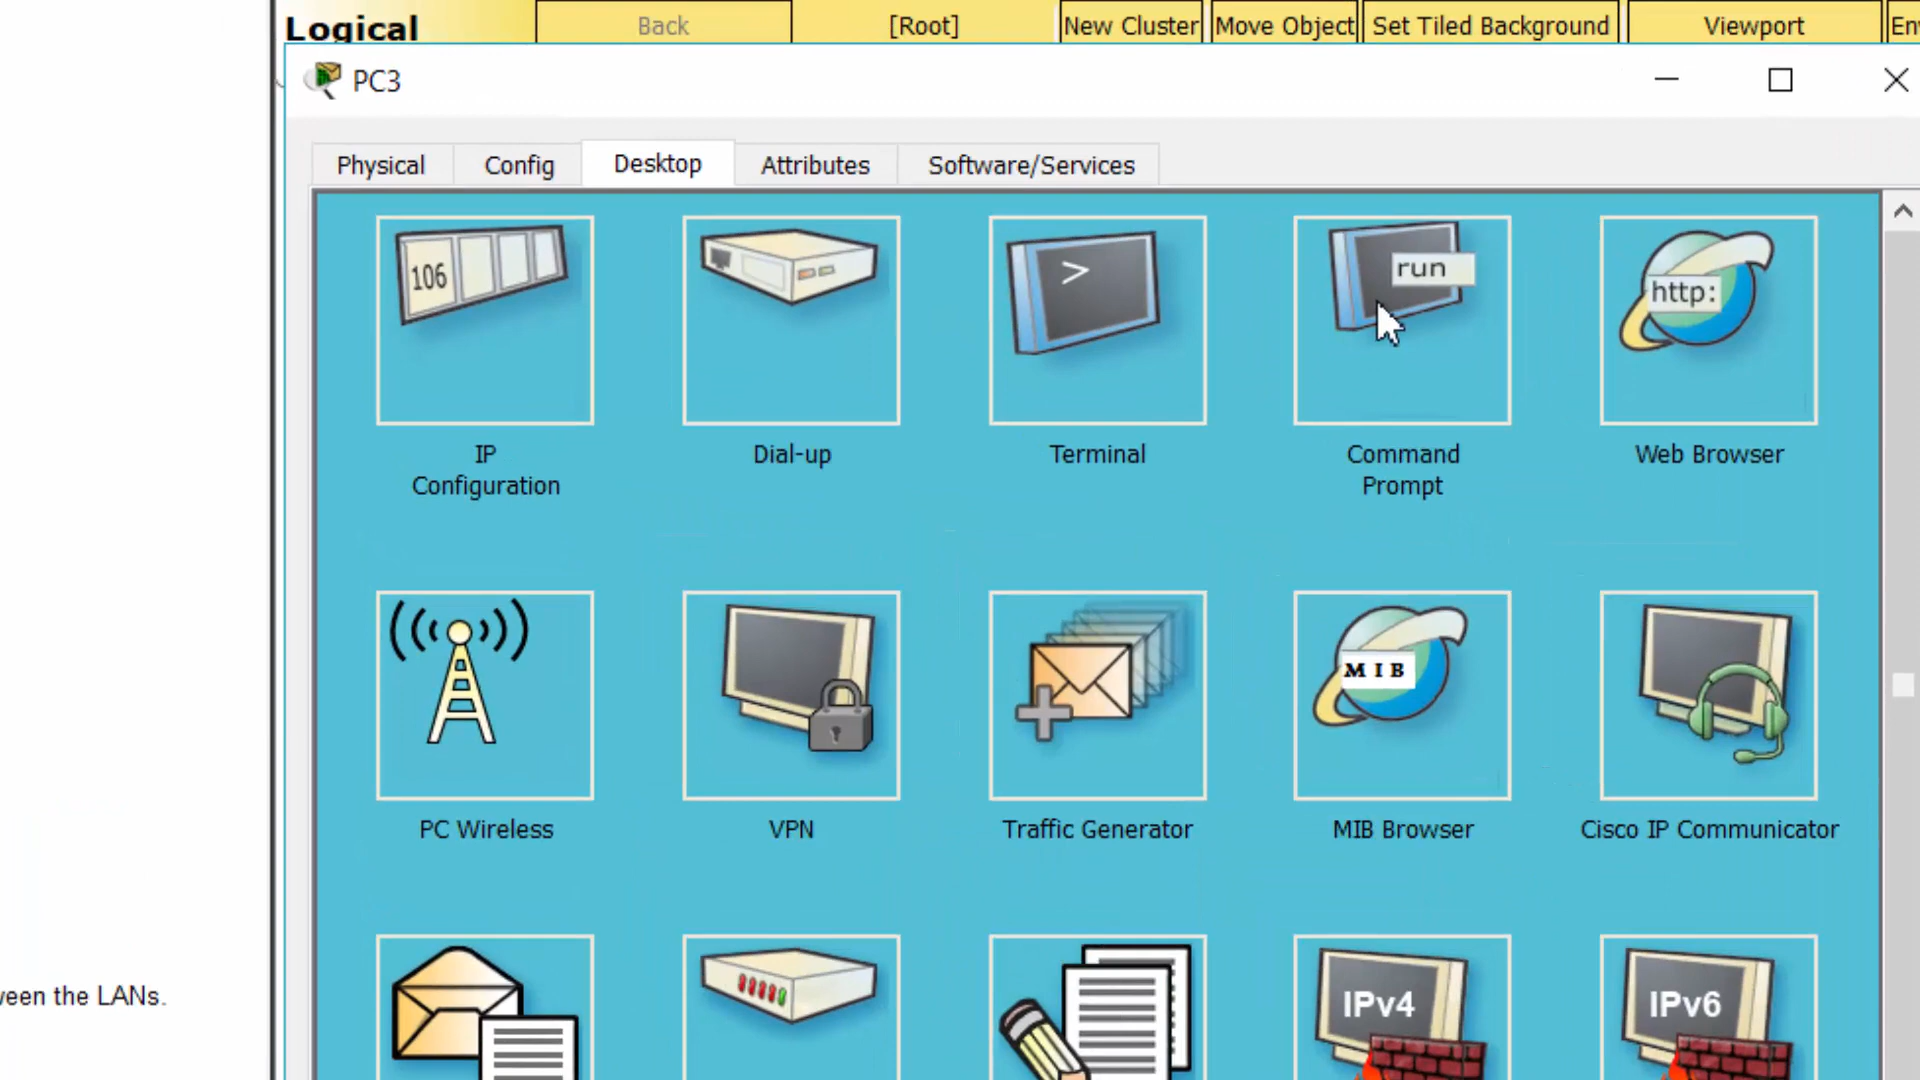 Logical
Back
[Root]
New Cluster
Move Object
Set Tiled Background
Viewport
En
PC3
Physical
Config
Desktop
Attributes
Software/Services
106
>
run
http:
IP
Configuration
Dial-up
Terminal
Command
Prompt
Web Browser
MIB
PC Wireless
VPN
Traffic Generator
MIB Browser
Cisco IP Communicator
IPv4
IPv6
ween the LANs.